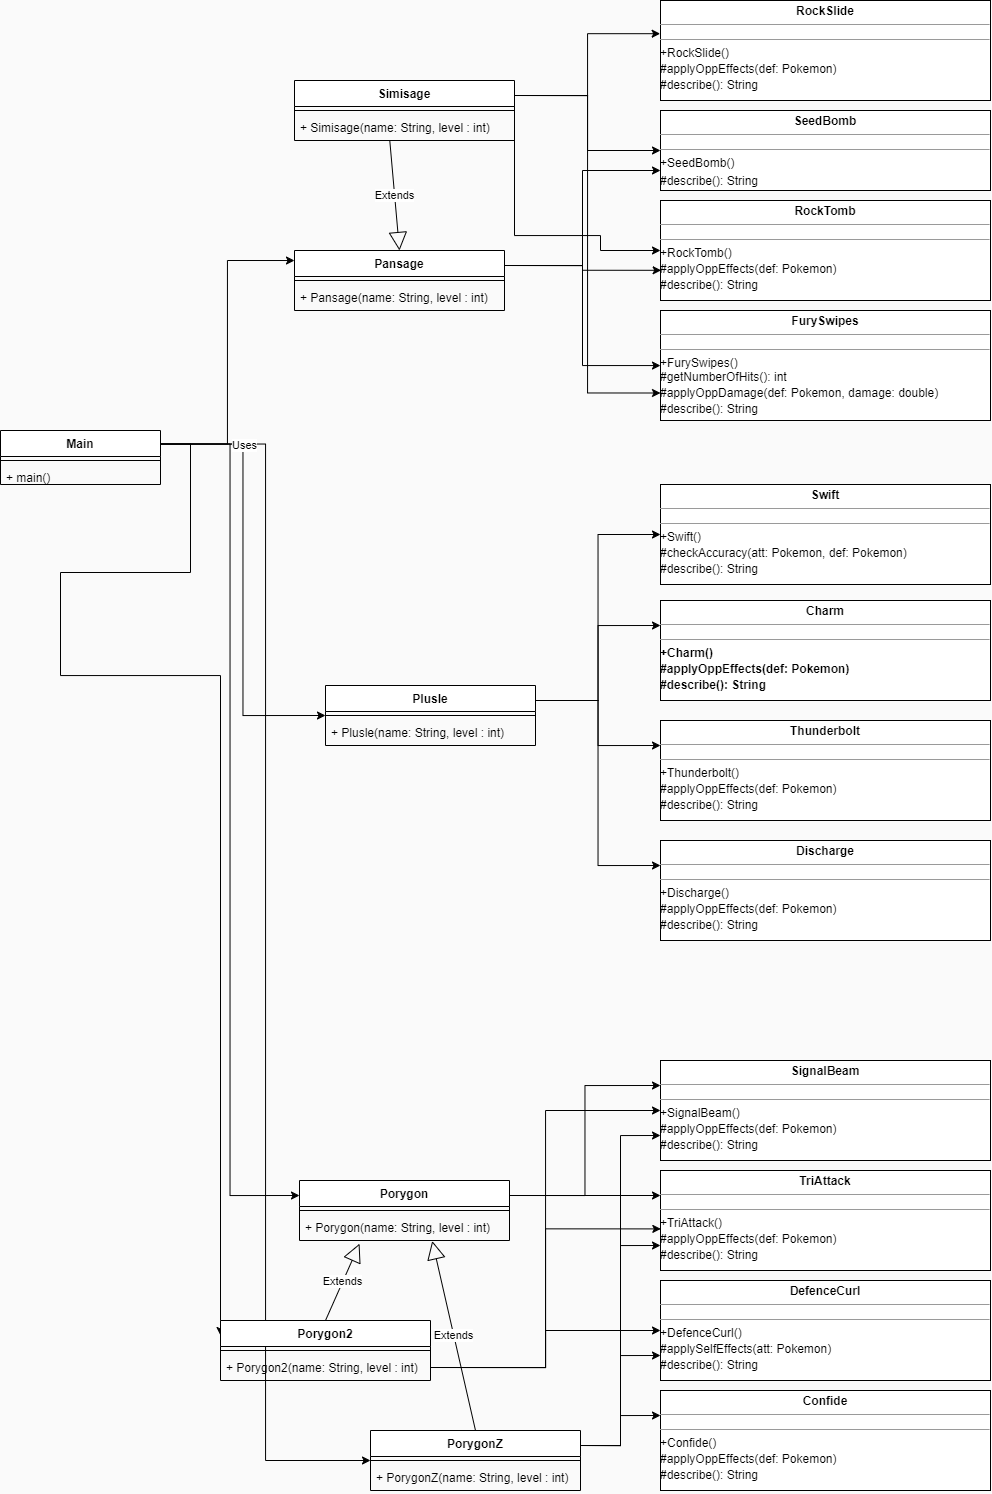 RockSlide
+RockSlide()
#applyOppEffects(def: Pokemon)
#describe(): String
Simisage
+ Simisage(name: String, level : int)
SeedBomb
+SeedBomb()
#describe(): String
Extends
RockTomb
+RockTomb()
#applyOppEffects(def: Pokemon)
#describe(): String
Pansage
+ Pansage(name: String, level : int)
FurySwipes
+FurySwipes()
#getNumberOfHits(): int
#applyOppDamage(def: Pokemon, damage: double)
#describe(): String
Main
+ main()
Uses
Swift
+Swift()
#checkAccuracy(att: Pokemon, def: Pokemon)
#describe(): String
Charm
+Charm()
#applyOppEffects(def: Pokemon)
#describe(): String
Plusle
+ Plusle(name: String, level : int)
Thunderbolt
+Thunderbolt()
#applyOppEffects(def: Pokemon)
#describe(): String
Discharge
+Discharge()
#applyOppEffects(def: Pokemon)
#describe(): String
SignalBeam
+SignalBeam()
#applyOppEffects(def: Pokemon)
#describe(): String
Porygon
+ Porygon(name: String, level : int)
TriAttack
+TriAttack()
#applyOppEffects(def: Pokemon)
#describe(): String
Extends
Porygon2
+ Porygon2(name: String, level : int)
Extends
DefenceCurl
+DefenceCurl()
#applySelfEffects(att: Pokemon)
#describe(): String
PorygonZ
+ PorygonZ(name: String, level : int)
Confide
+Confide()
#applyOppEffects(def: Pokemon)
#describe(): String